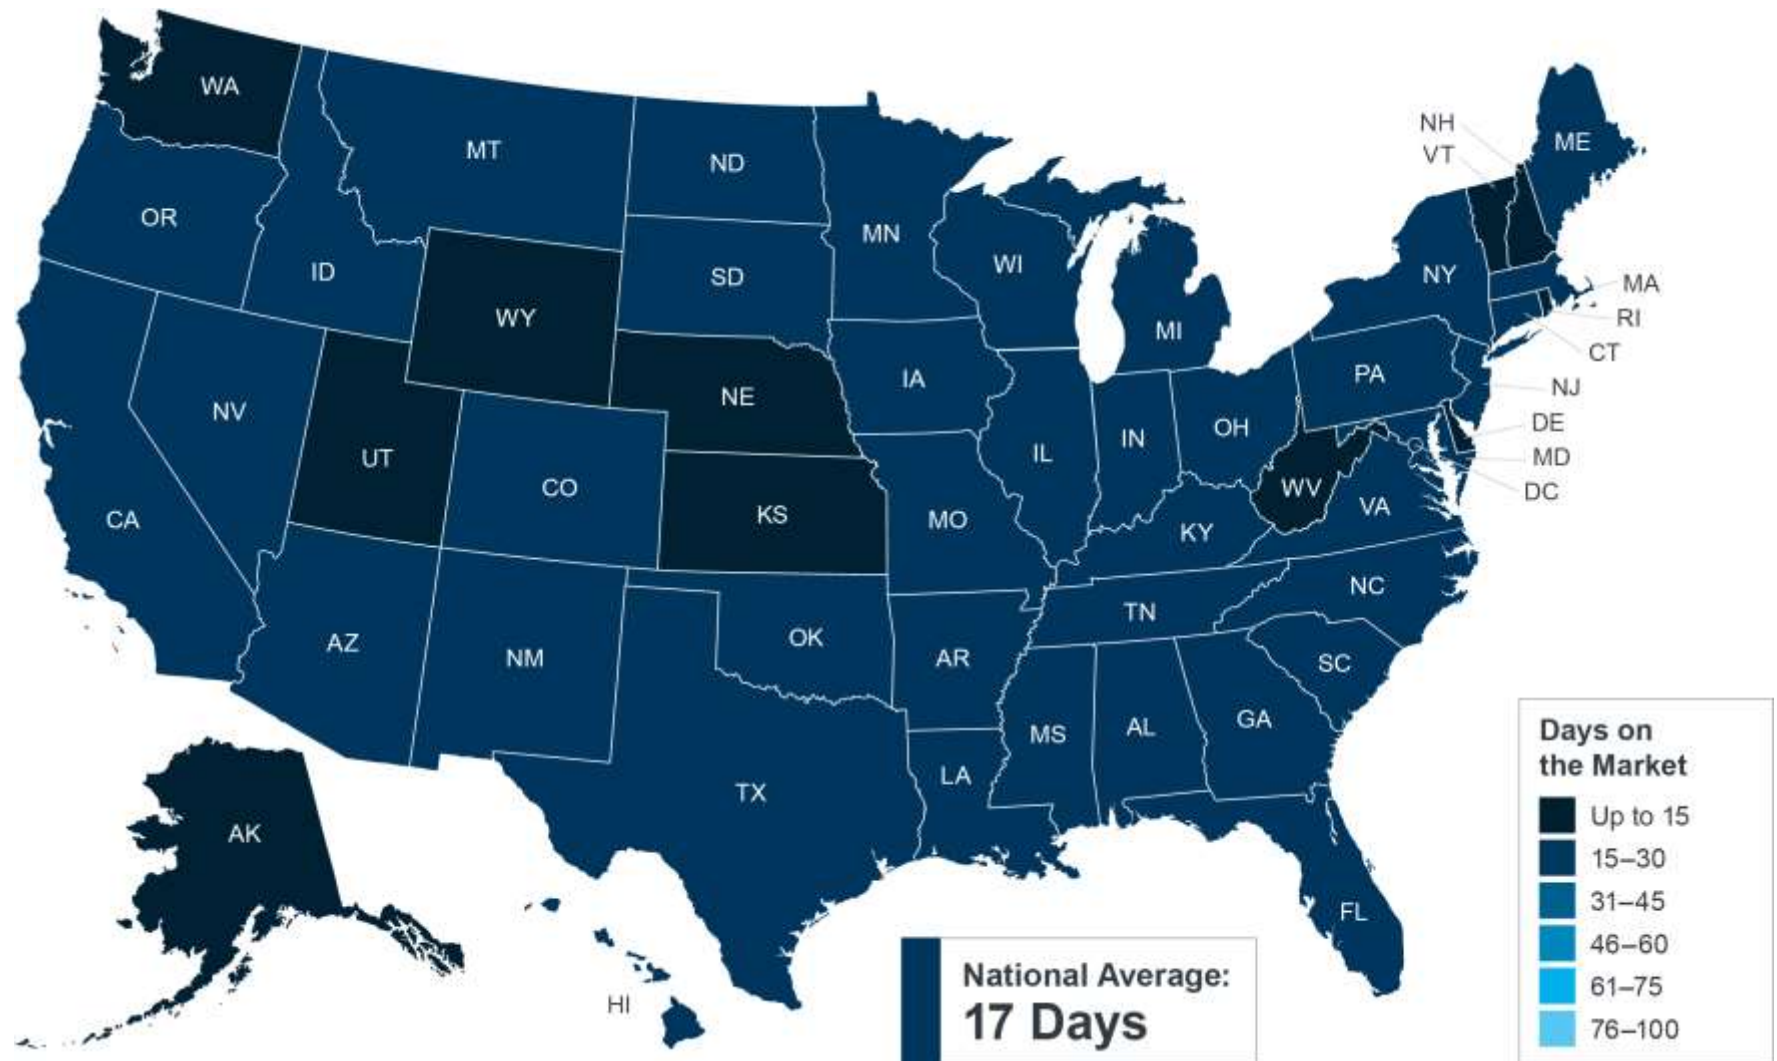 WA
MT
ND
MN
NH
VT
ME
OR
ID
SD
WI
NY
MA
WY
MI
RI
CT
NV
NE
IA
PA
NJ
UT
CO
IL
IN
OH
DE
MD
DC
CA
KS
MO
WV
VA
KY
NC
AZ
NM
OK
AR
TN
SC
TX
LA
MS
AL
GA
AK
HI
FL
National Average:
17 Days
Days on
the Market
Up to 15
15–30
31–45
46–60
61–75
76–100